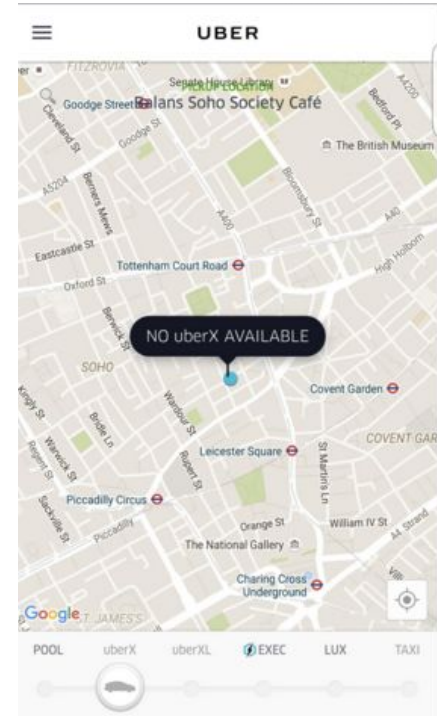 UBER
FITZROVIA
Senate House Library
PICKUP LOCATION
Goodge Street
Balans Soho Society Café
Cleveland St
Goodge St
Bedford Pl
The British Museum
A5204
Berners Mews
Bloomsbury St
A400
A40
Eastcastle St
High Holborn
Tottenham Court Road
Oxford St
Berwick St
NO uberX AVAILABLE
SOHO
Covent Garden
Kingly St
Bridle Ln
Wardour St
COVENT GAR
Regent St
Warwick St
Leicester Square
Rupert St
St Martin's Ln
Sackville St
Piccadilly Circus
Piccadilly
Orange St
William IV St
A4 Strand
The National Gallery
Charing Cross
Underground
Google
T. JAMES'S
POOL uberX uberXL EXEC LUX TAXI